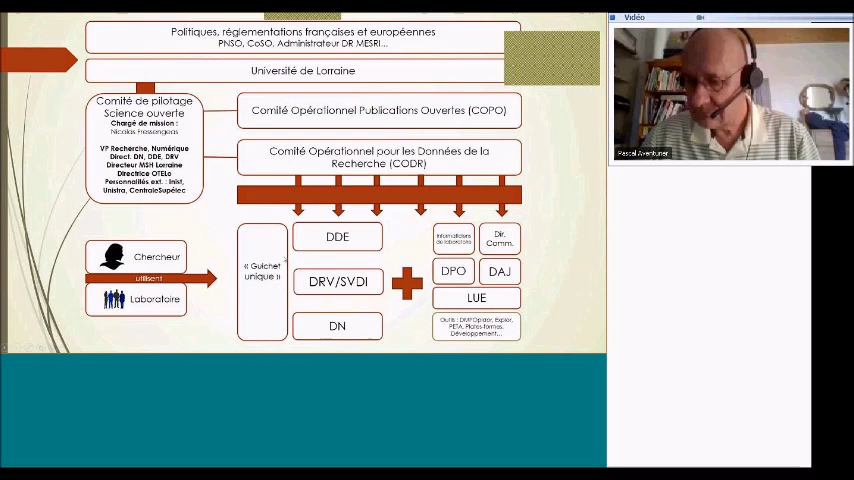 Politiques, réglementations françaises et européennes
PNSO, CoSO, Administrateur DR MESRI...
Université de Lorraine
Comité de pilotage
Science ouverte
Chargé de mission :
Nicolas Fressengeas
VP Recherche, Numérique
Direct. DN, DDE, DRV
Directeur MSH Lorraine
Directrice OTELo
Personnalités ext. : Inist,
Unistra, CentraleSupélec
Comité Opérationnel Publications Ouvertes (COPO)
Comité Opérationnel pour les Données de la
Recherche (CODR)
Chercheur
utilisent
Laboratoire
« Guichet
unique »
DDE
DRV/SVDI
DN
Informaticiens
de laboratoire
Dir.
Comm.
DPO
DAJ
LUE
Outils : DMPOpidor, Explor,
PETA, Plates-formes,
Développement...
Vidéo
Pascal Aventurier